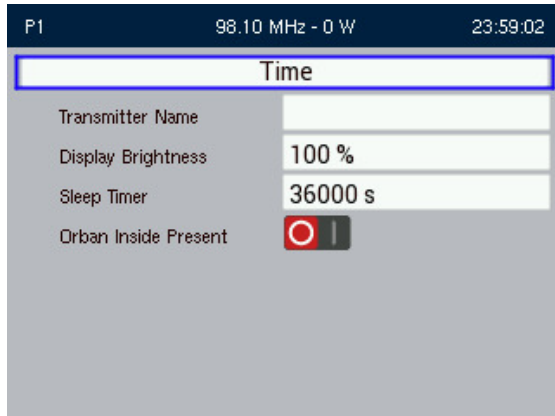 P1 98.10 MHz - 0 W 23:59:02
Time
Transmitter Name
Display Brightness 100 %
Sleep Timer 36000 s
Orban Inside Present